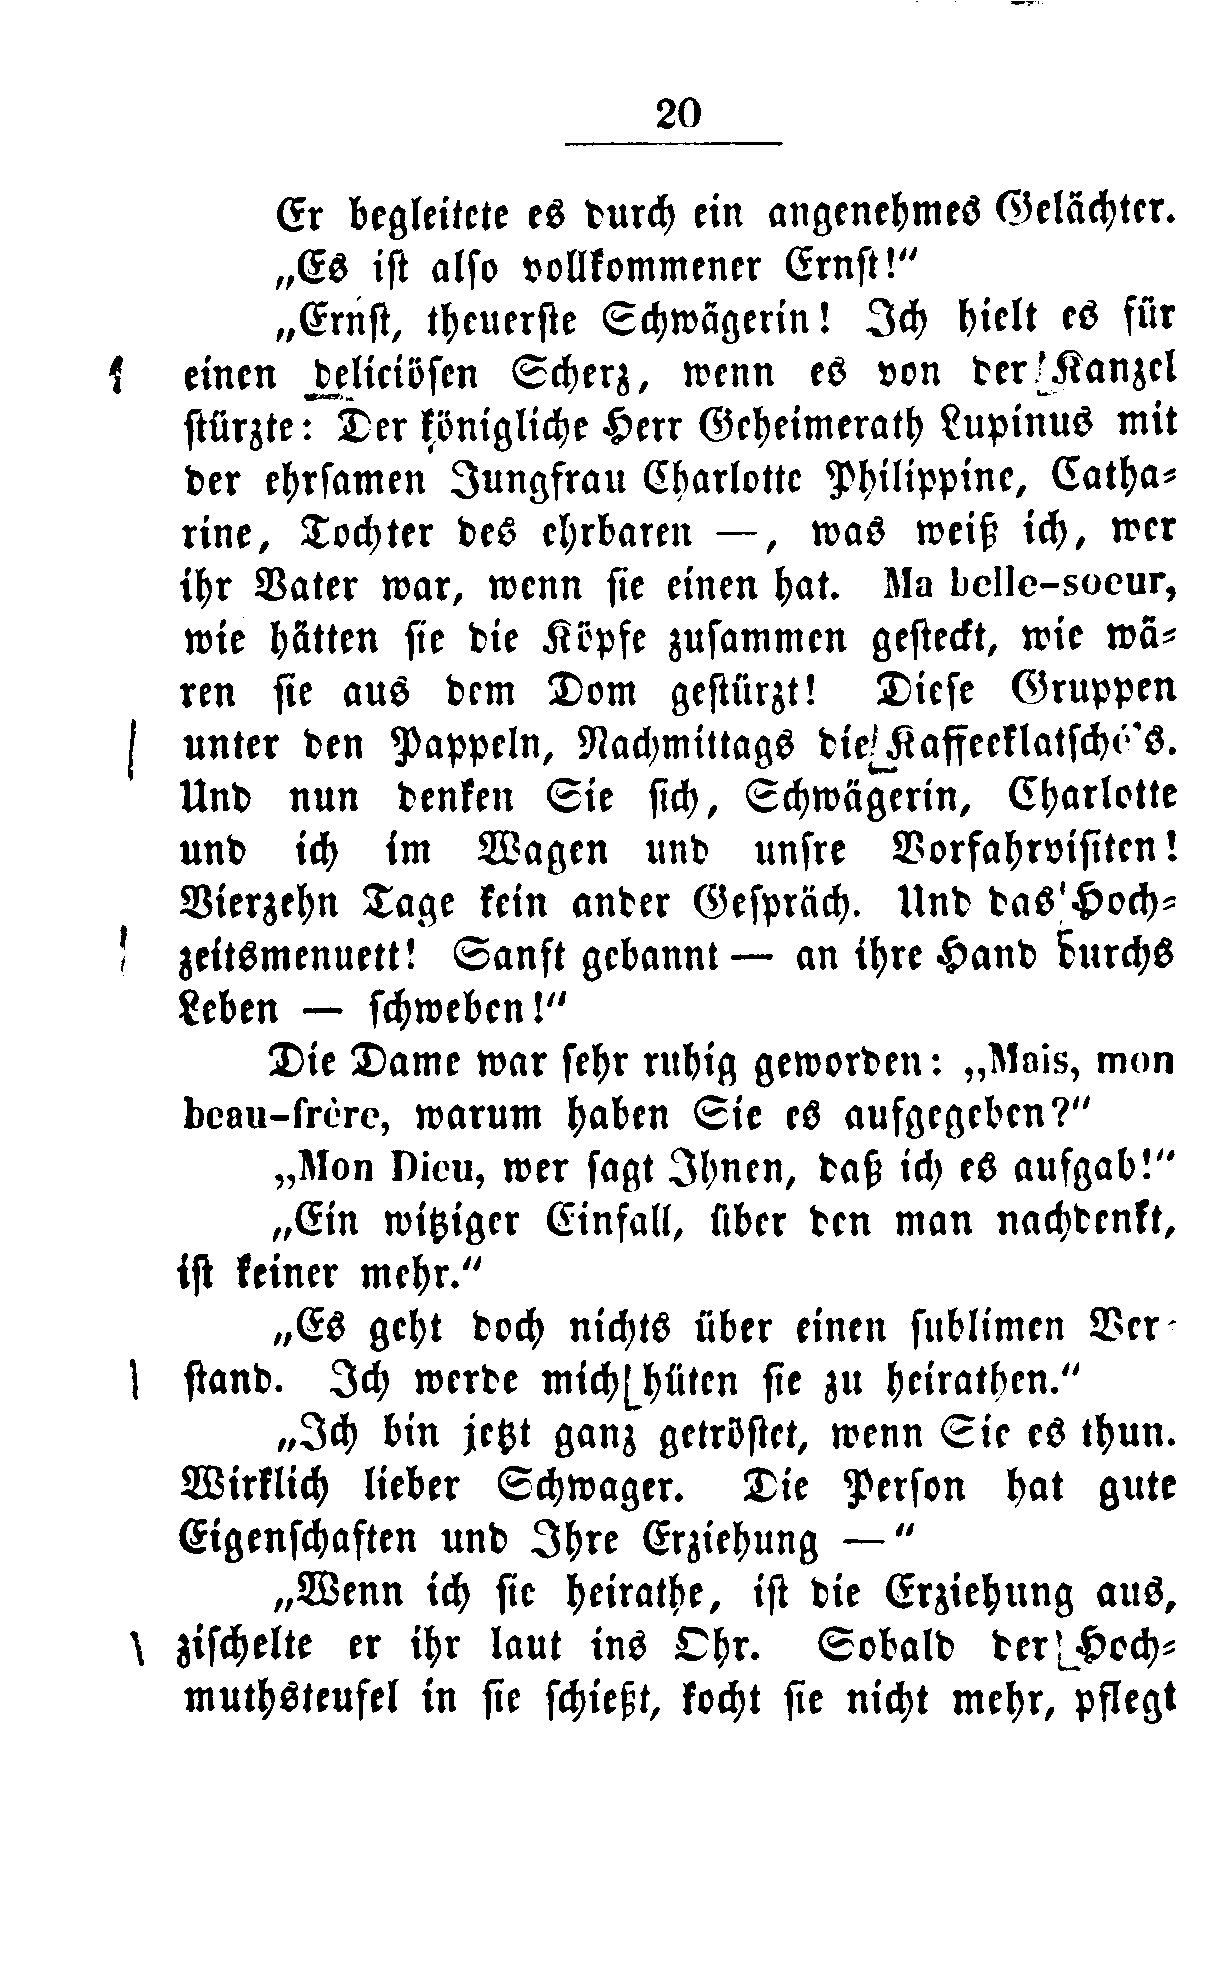 20
Er begleitete es durch ein angenehmes Gelächter.
„Es ist also vollkommener Ernst!“
„Ernst, theuerste Schwägerin! Ich hielt es für
einen deliciösen Scherz, wenn es von der Kanzel
stürzte: Der königliche Herr Geheimerath Lupinus mit
der ehrsamen Jungfrau Charlotte Philippine, Catha-
rine, Tochter des ehrbaren —, was weiß ich, wer
ihr Vater war, wenn sie einen hat. Ma belle-soeur,
wie hätten sie die Köpfe zusammen gesteckt, wie wä-
ren sie aus dem Dom gestürzt! Diese Gruppen
unter den Pappeln, Nachmittags die Kaffeeklatsché's.
Und nun denken Sie sich, Schwägerin, Charlotte
und ich im Wagen und unsre Vorfahrvisiten!
Vierzehn Tage kein ander Gespräch. Und das Hoch-
zeitsmenuett! Sanft gebannt — an ihre Hand durchs
Leben — schweben!“
Die Dame war sehr ruhig geworden: „Mais, mon
beau-frère, warum haben Sie es aufgegeben?“
„Mon Dieu, wer sagt Ihnen, daß ich es aufgab!“
„Ein witziger Einfall, über den man nachdenkt,
ist keiner mehr.“
„Es geht doch nichts über einen sublimen Ver-
stand. Ich werde mich hüten sie zu heirathen.“
„Ich bin jetzt ganz getröstet, wenn Sie es thun.
Wirklich lieber Schwager. Die Person hat gute
Eigenschaften und Ihre Erziehung —“
„Wenn ich sie heirathe, ist die Erziehung aus,
zischelte er ihr laut ins Ohr. Sobald der Hoch-
muthsteufel in sie schießt, kocht sie nicht mehr, pflegt